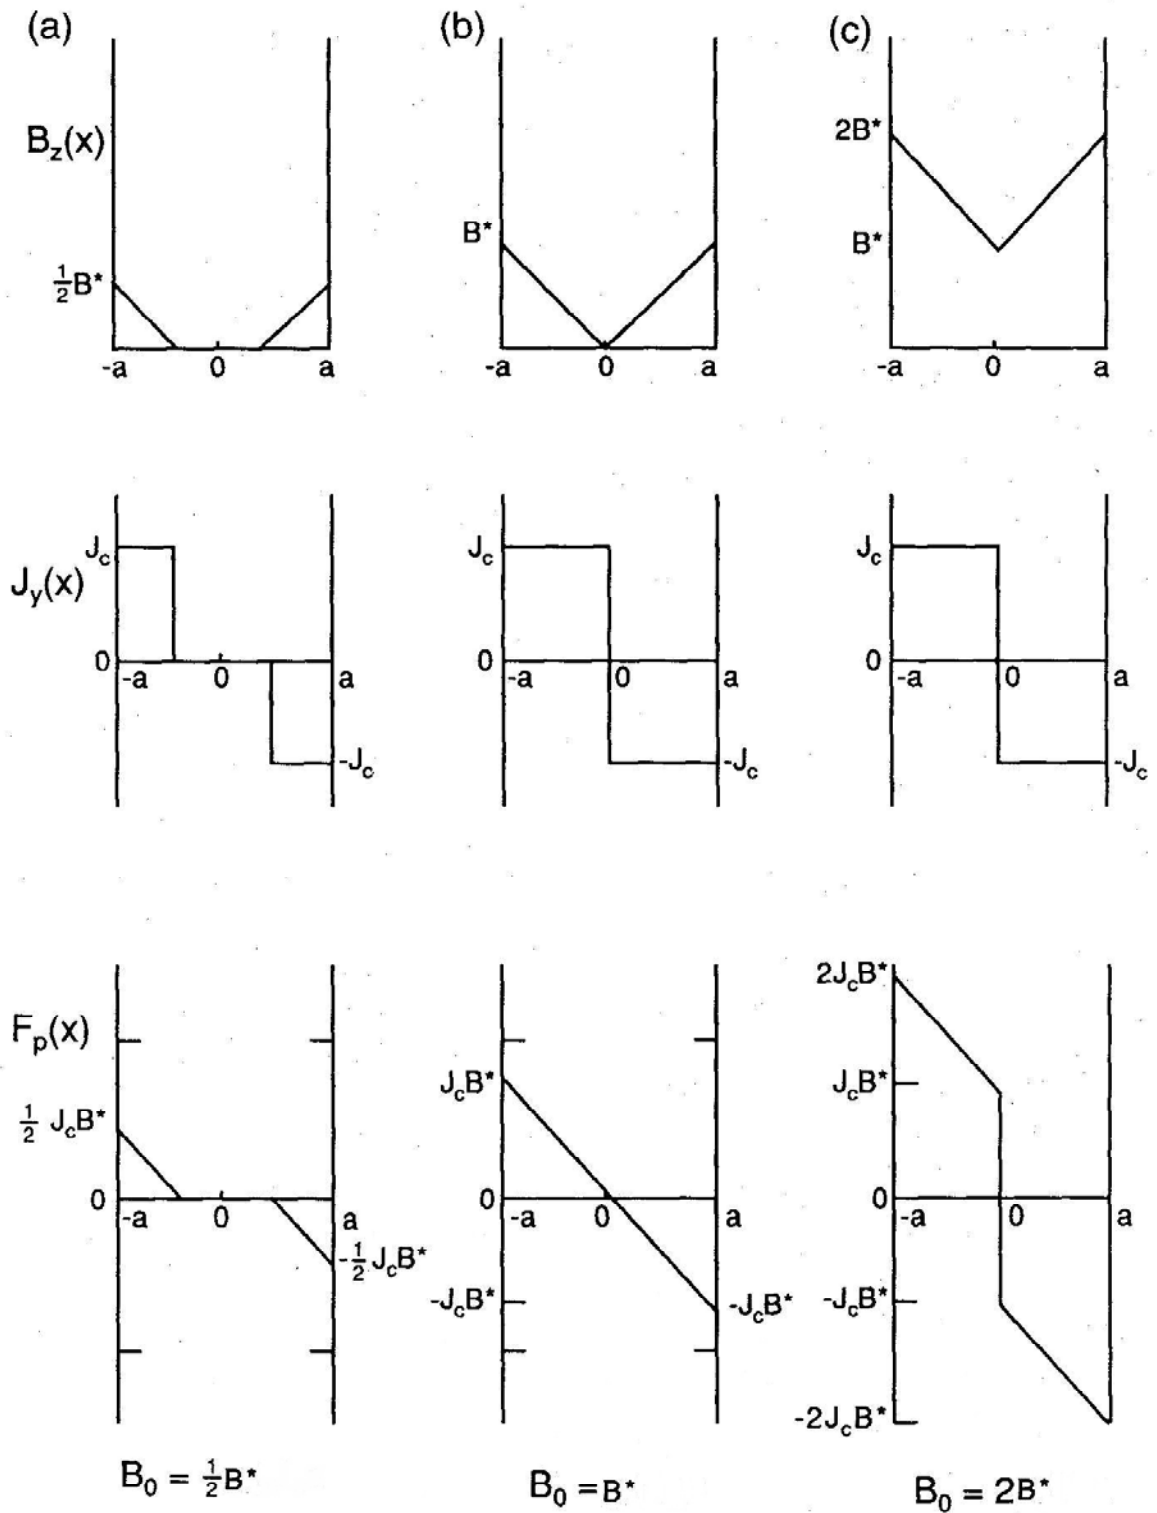 (a) (b) (c)
B_z(x)
½B*
-a 0 a
B*
-a 0 a
2B*
B*
-a 0 a
J_y(x)
J_c
0
-a 0 a
-J_c
J_c
0
-a 0 a
-J_c
J_c
0
-a 0 a
-J_c
F_p(x)
½ J_cB*
0
-a 0 a
-½ J_cB*
J_cB*
0
-a 0 a
-J_cB* -J_cB*
2J_cB*
J_cB*
0
-a 0 a
-J_cB*
-2J_cB*
B_0 = ½B* B_0 = B* B_0 = 2B*